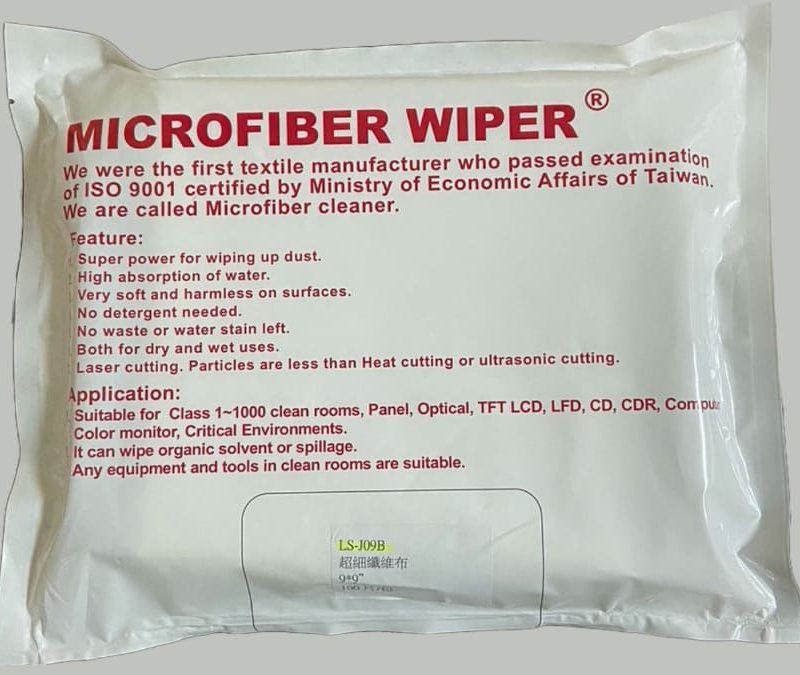 MICROFIBER WIPER ®
We were the first textile manufacturer who passed examination
of ISO 9001 certified by Ministry of Economic Affairs of Taiwan.
We are called Microfiber cleaner.
Feature:
Super power for wiping up dust.
High absorption of water.
Very soft and harmless on surfaces.
No detergent needed.
No waste or water stain left.
Both for dry and wet uses.
Laser cutting. Particles are less than Heat cutting or ultrasonic cutting.
Application:
Suitable for Class 1~1000 clean rooms, Panel, Optical, TFT LCD, LFD, CD, CDR,
Color monitor, Critical Environments.
It can wipe organic solvent or spillage.
Any equipment and tools in clean rooms are suitable.
LS-J09B
超細纖維布
9*9"
100